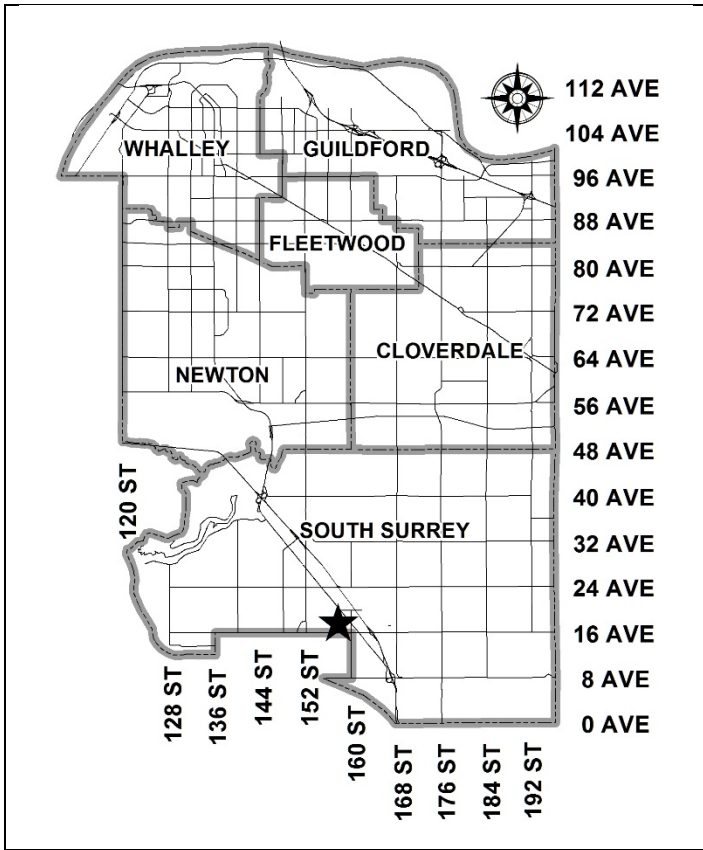 112 AVE
104 AVE
WHALLEY
GUILDFORD
96 AVE
88 AVE
FLEETWOOD
80 AVE
72 AVE
CLOVERDALE
64 AVE
NEWTON
56 AVE
48 AVE
120 ST
40 AVE
SOUTH SURREY
32 AVE
24 AVE
16 AVE
128 ST
136 ST
144 ST
152 ST
8 AVE
160 ST
0 AVE
168 ST
176 ST
184 ST
192 ST